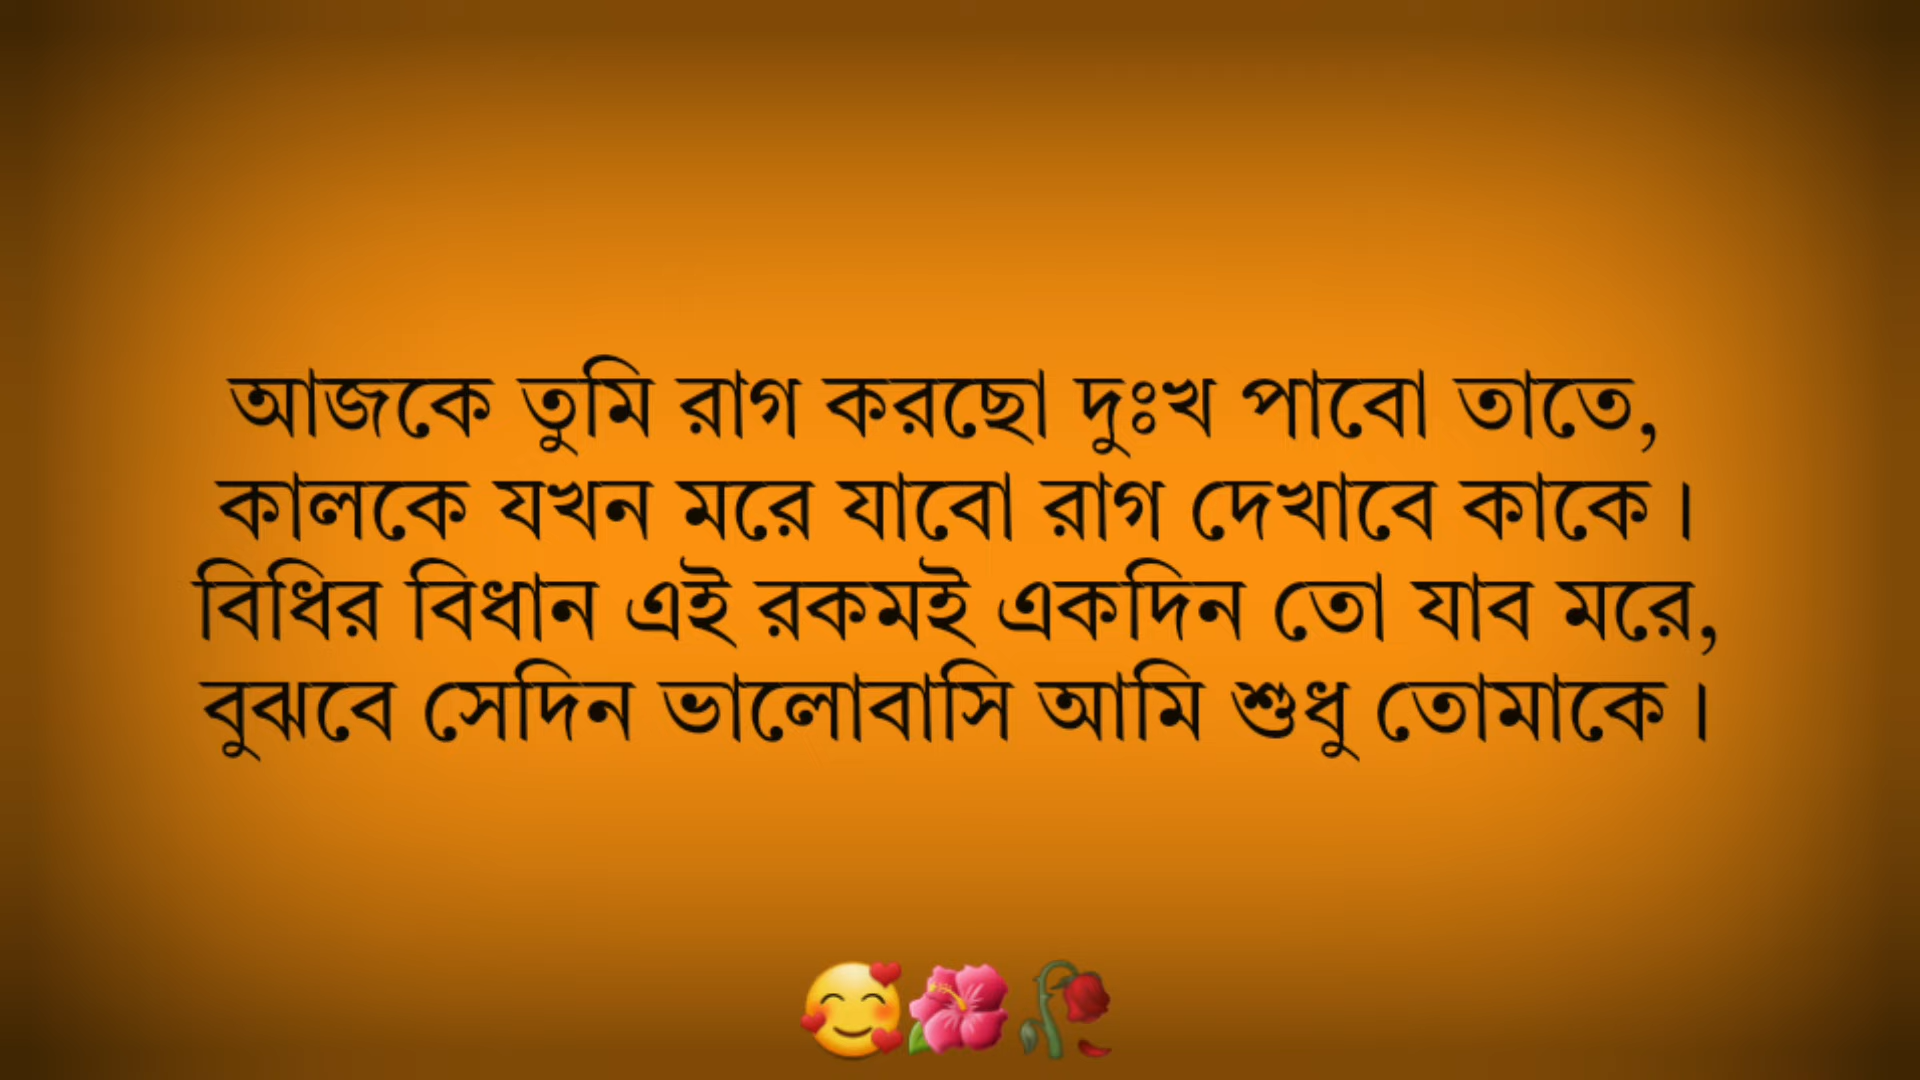 আজকে তুমি রাগ করছো দুঃখ পাবো তাতে,
কালকে যখন মরে যাবো রাগ দেখাবে কাকে।
বিধির বিধান এই রকমই একদিন তো যাব মরে,
বুঝবে সেদিন ভালোবাসি আমি শুধু তোমাকে।